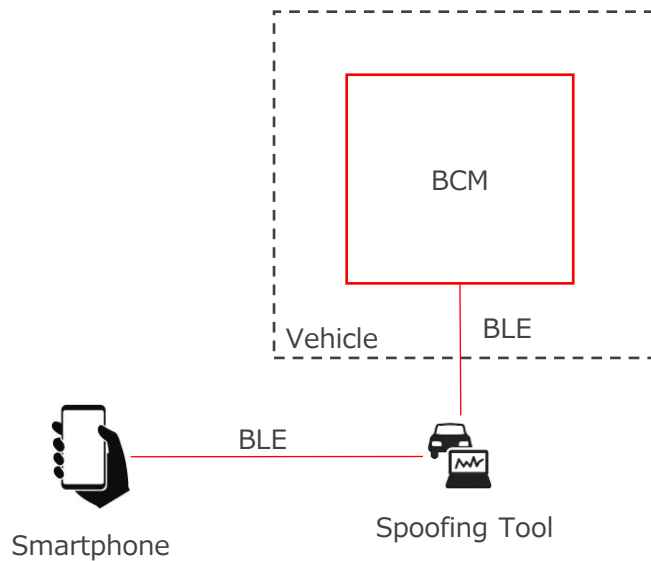 BCM
Vehicle
BLE
BLE
Spoofing Tool
Smartphone